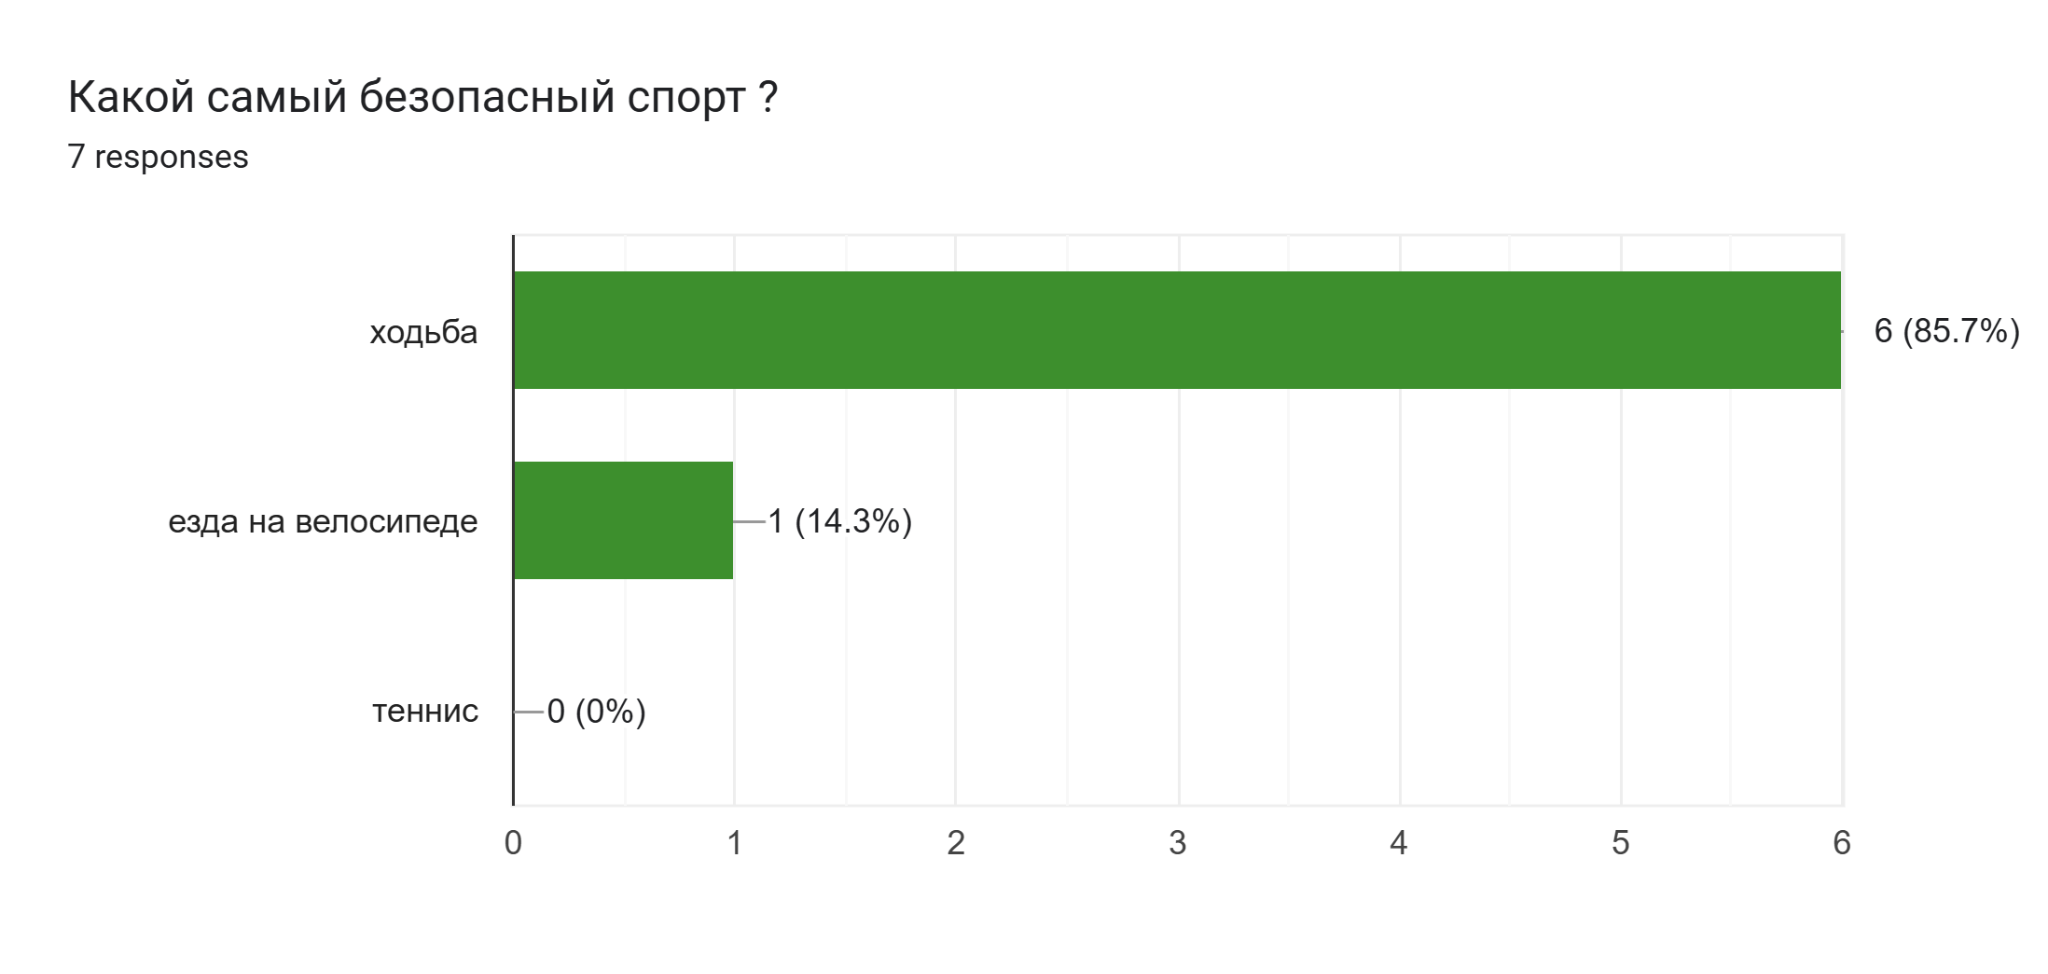 Какой самый безопасный спорт ?
7 responses
ходьба
6 (85.7%)
езда на велосипеде
1 (14.3%)
теннис
0 (0%)
0 1 2 3 4 5 6